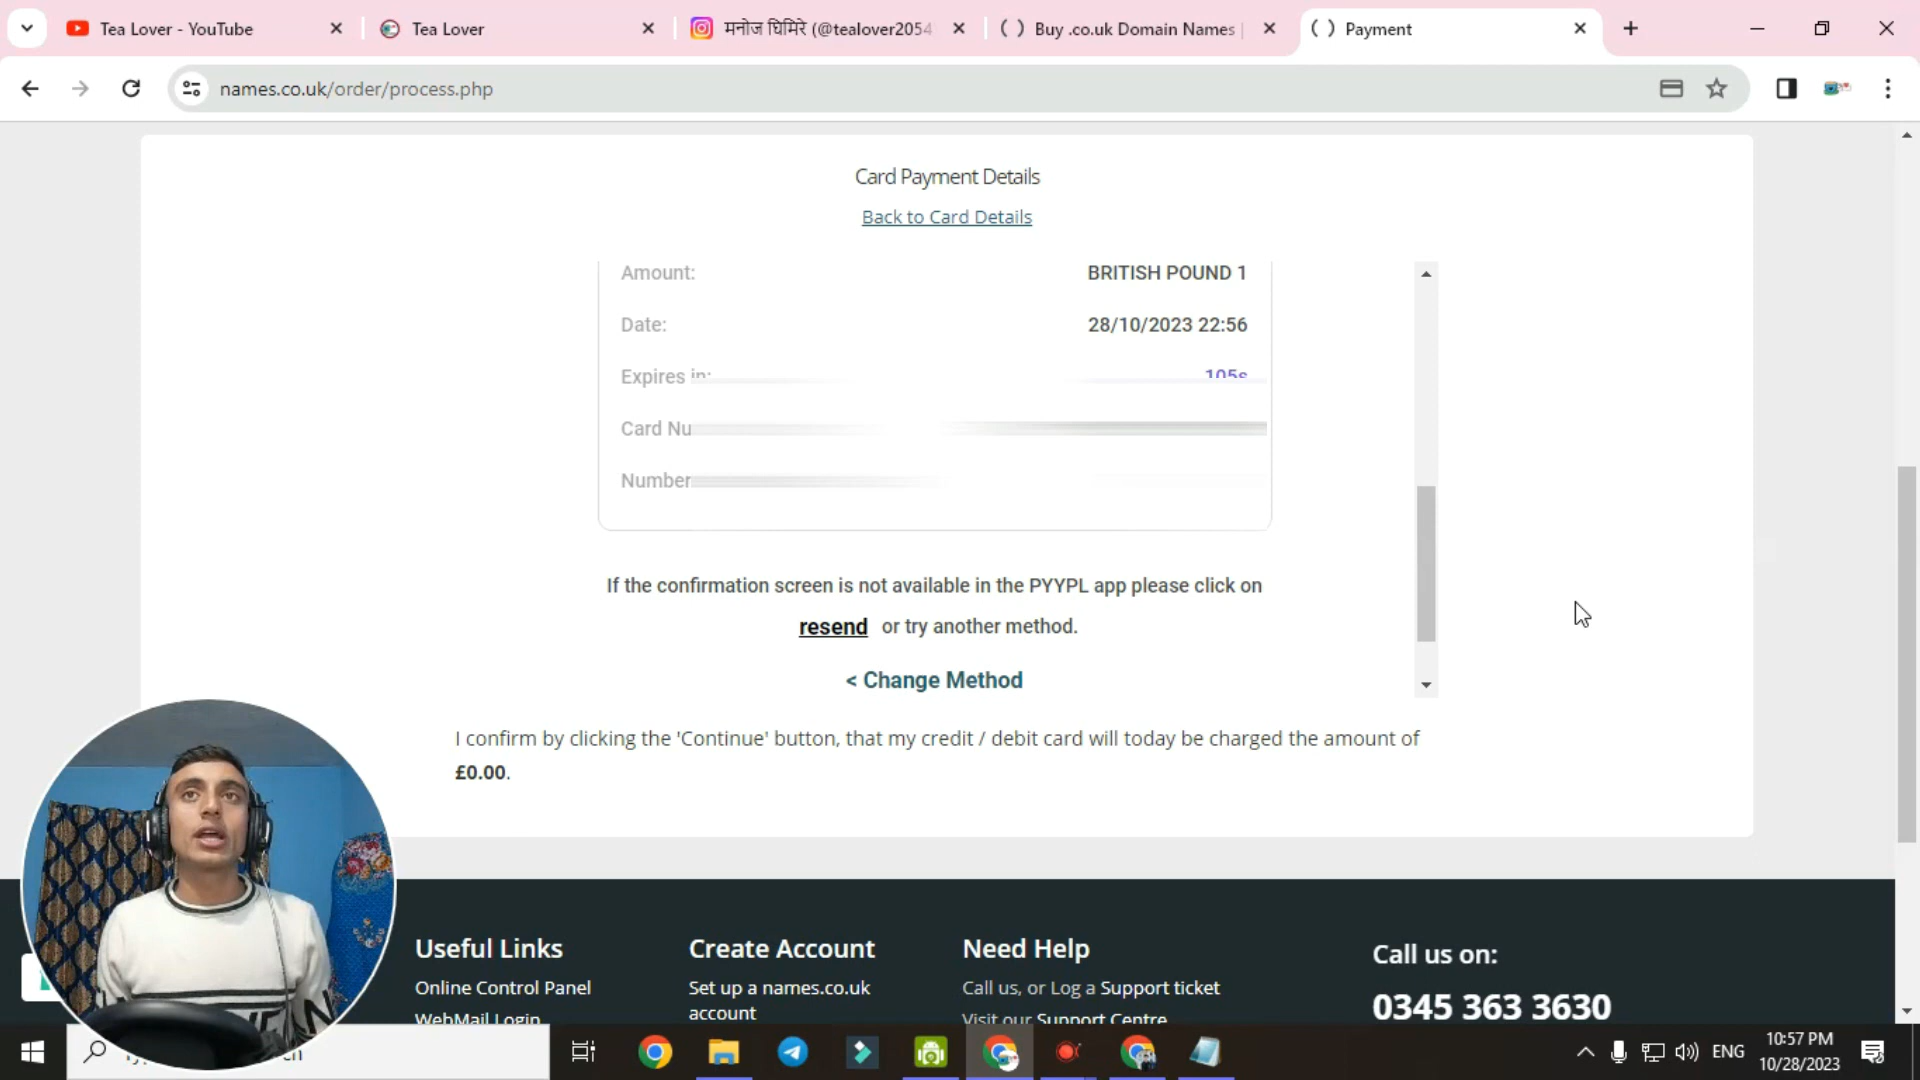 Tea Lover - YouTube
Tea Lover
मनोज घिमिरे (@tealover2054
Buy .co.uk Domain Names |
Payment
names.co.uk/order/process.php
Card Payment Details
Back to Card Details
Amount: BRITISH POUND 1
Date: 28/10/2023 22:56
Expires in: 105s
Card Nu
Number
If the confirmation screen is not available in the PYYPL app please click on
resend or try another method.
< Change Method
I confirm by clicking the 'Continue' button, that my credit / debit card will today be charged the amount of
£0.00.
Useful Links
Online Control Panel
WebMail Login
Create Account
Set up a names.co.uk
account
Need Help
Call us, or Log a Support ticket
Visit our Support Centre
Call us on:
0345 363 3630
ENG
10:57 PM
10/28/2023